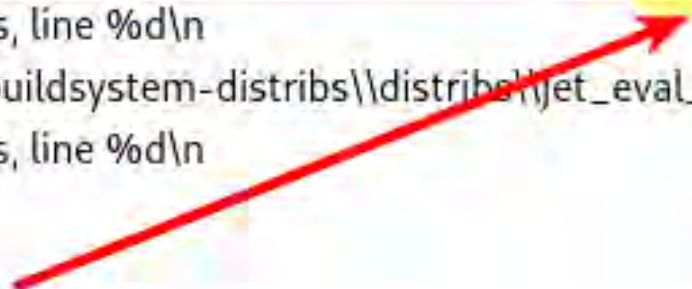 s, line %d\n
uildsystem-distribs\\distribs\\jet_eval_
s, line %d\n